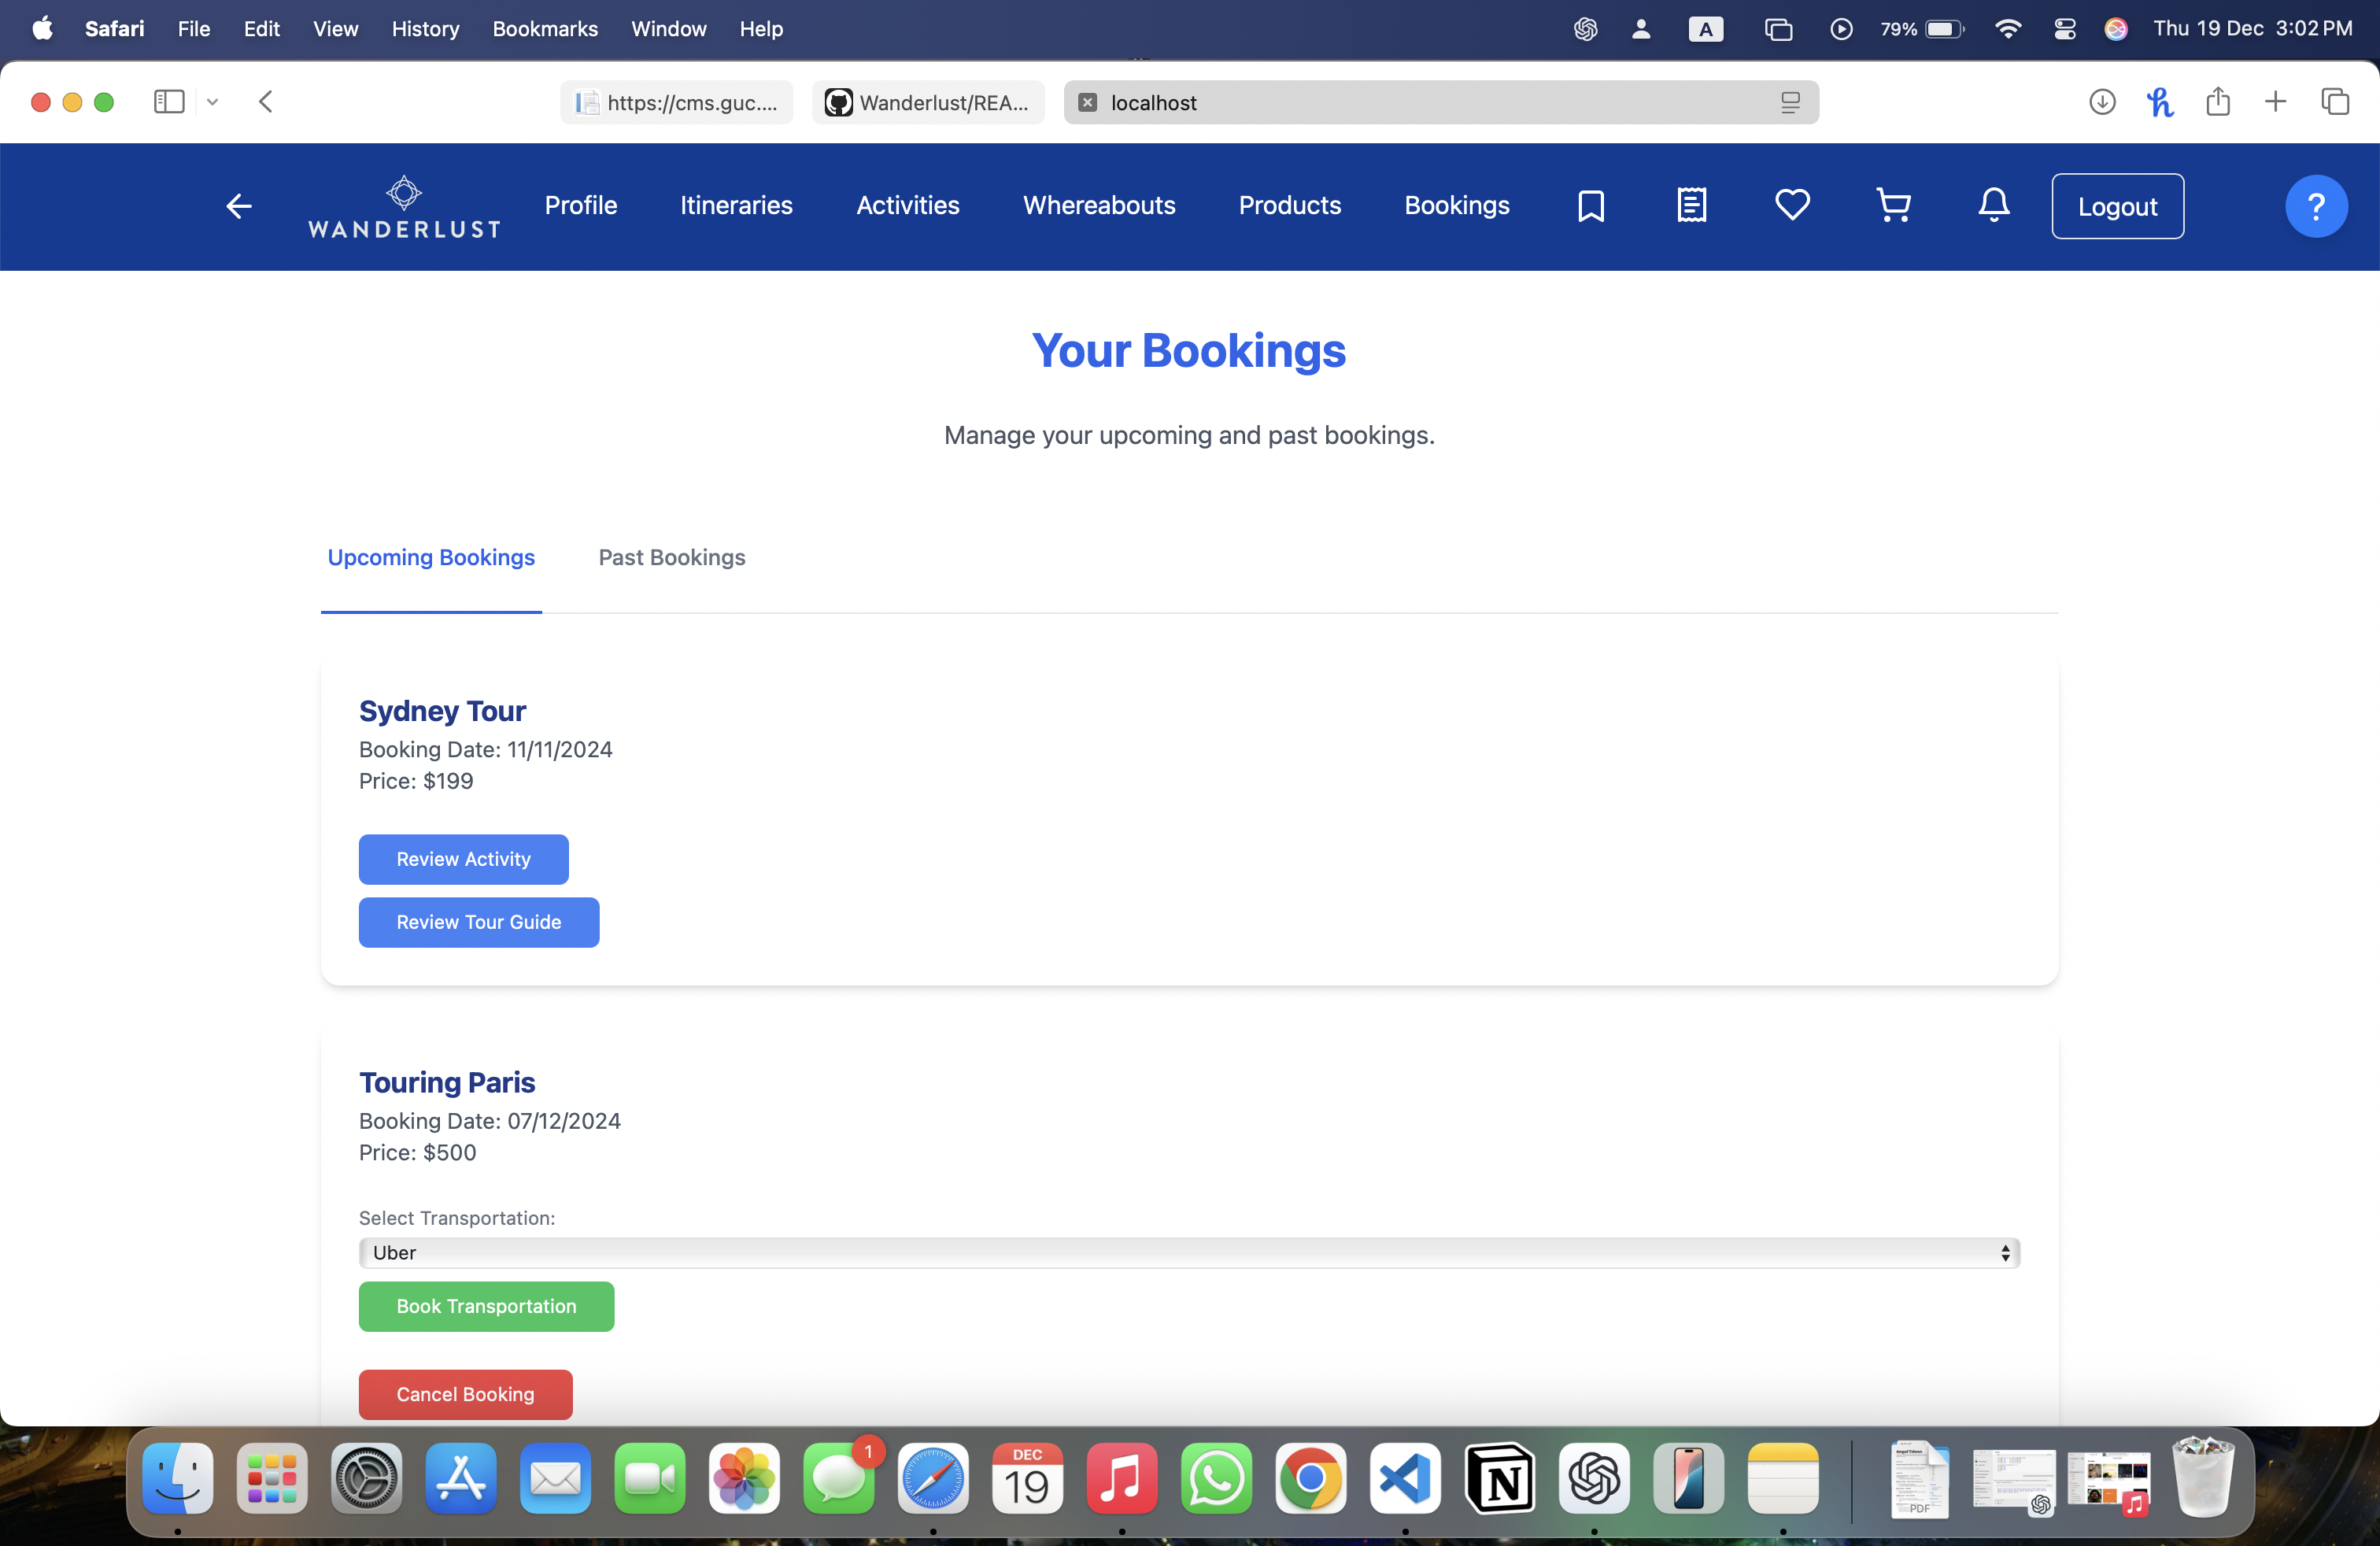 Safari File Edit View History Bookmarks Window Help A 79% Thu 19 Dec 3:02 PM
https://cms.guc.... Wanderlust/REA... localhost
WANDERLUST Profile Itineraries Activities Whereabouts Products Bookings Logout ?
Your Bookings
Manage your upcoming and past bookings.
Upcoming Bookings Past Bookings
Sydney Tour
Booking Date: 11/11/2024
Price: $199
Review Activity
Review Tour Guide
Touring Paris
Booking Date: 07/12/2024
Price: $500
Select Transportation:
Uber
Book Transportation
Cancel Booking
1
DEC
19
PDF